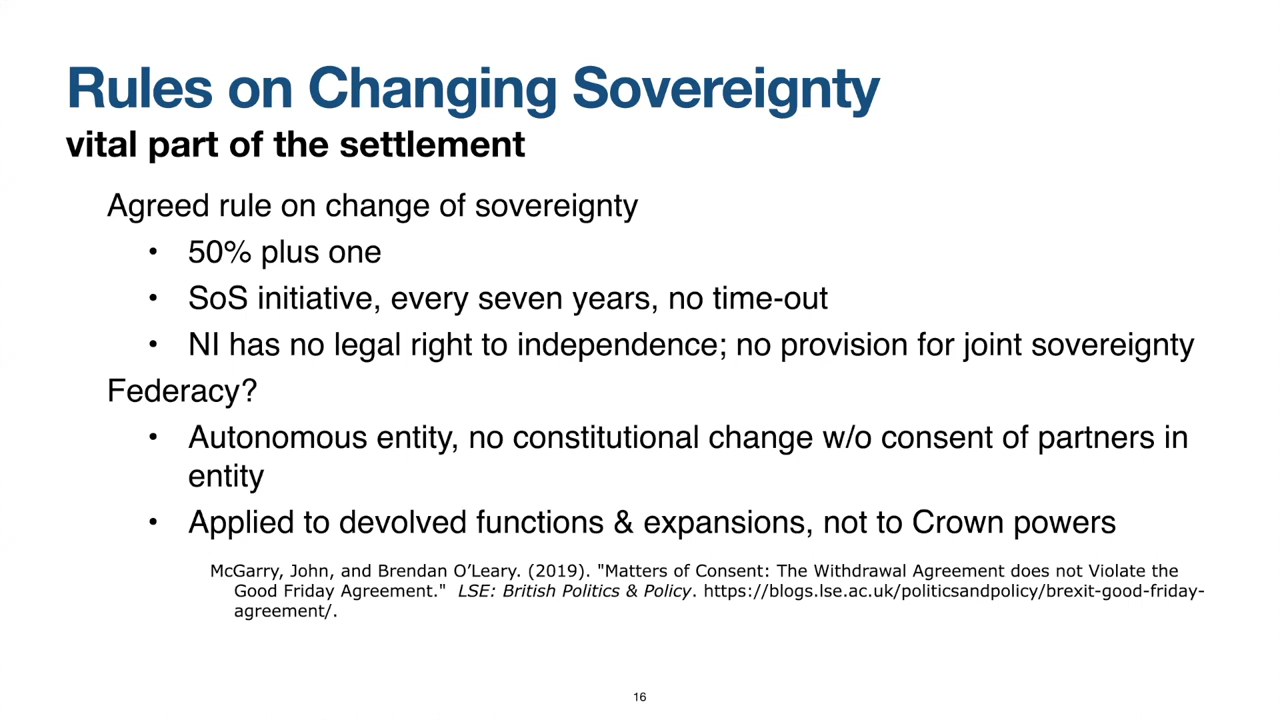 Rules on Changing Sovereignty
vital part of the settlement
Agreed rule on change of sovereignty
• 50% plus one
• SoS initiative, every seven years, no time-out
• NI has no legal right to independence; no provision for joint sovereignty
Federacy?
• Autonomous entity, no constitutional change w/o consent of partners in
entity
• Applied to devolved functions & expansions, not to Crown powers
McGarry, John, and Brendan O’Leary. (2019). "Matters of Consent: The Withdrawal Agreement does not Violate the
Good Friday Agreement." LSE: British Politics & Policy. https://blogs.lse.ac.uk/politicsandpolicy/brexit-good-friday-
agreement/.
16